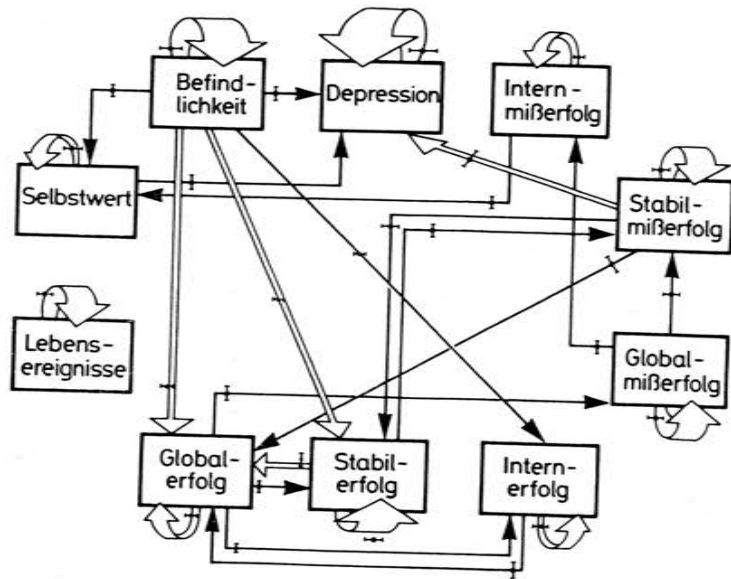 Befind-
lichkeit
Depression
Intern-
mißerfolg
Selbstwert
Stabil-
mißerfolg
Lebens-
ereignisse
Global-
mißerfolg
Global-
erfolg
Stabil-
erfolg
Intern-
erfolg